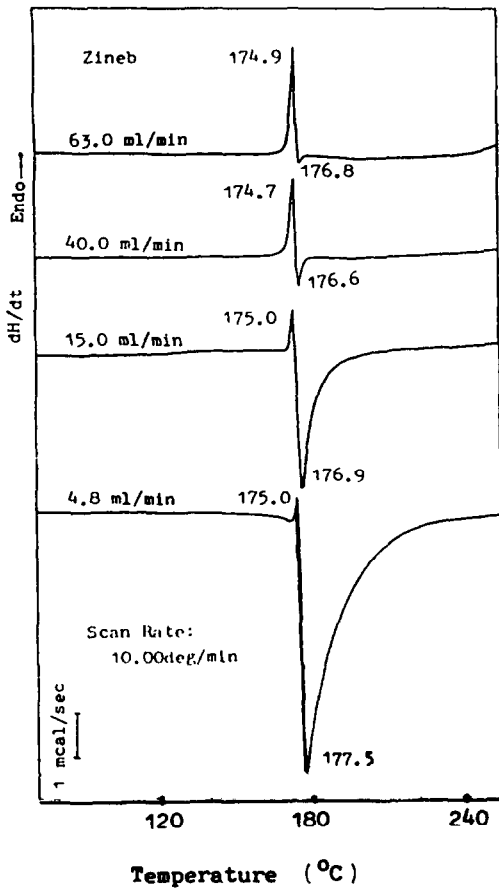 Zineb
174.9
63.0 ml/min
176.8
174.7
40.0 ml/min
176.6
175.0
15.0 ml/min
176.9
4.8 ml/min
175.0
Scan Rate:
10.00deg/min
177.5
1 mcal/sec
dH/dt Endo→
120
180
240
Temperature (°C)